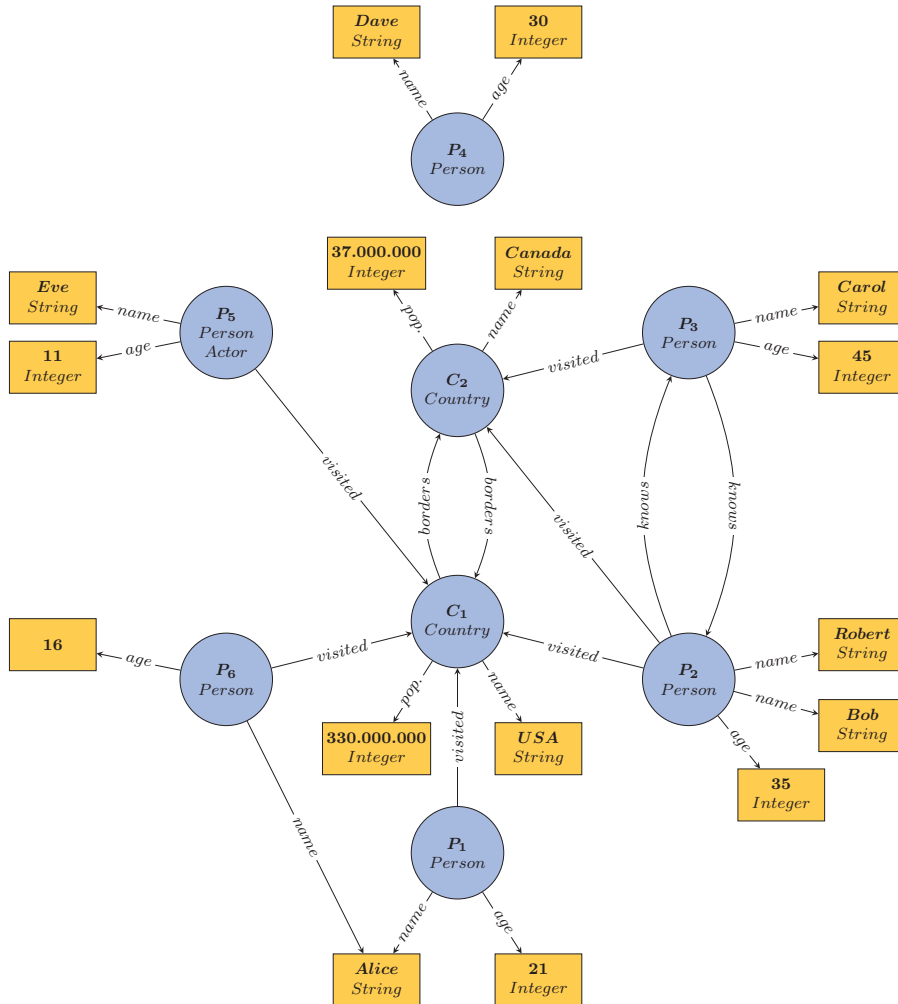 Dave
String
30
Integer
name
age
P4
Person
37.000.000
Integer
Canada
String
Eve
String
name
P5
Person
Actor
11
Integer
age
pop.
name
Carol
String
name
P3
Person
45
Integer
age
visited
C2
Country
visited
borders
borders
visited
knows
knows
C1
Country
16
age
P6
Person
visited
visited
P2
Person
name
Robert
String
name
Bob
String
age
35
Integer
pop.
name
330.000.000
Integer
visited
USA
String
name
P1
Person
name
age
Alice
String
21
Integer